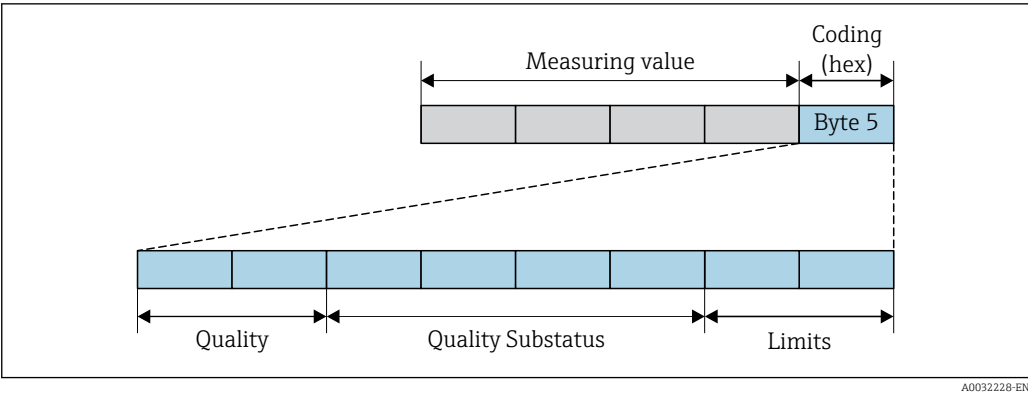 Coding
(hex)
Measuring value
Byte 5
Quality
Quality Substatus
Limits
A0032228-EN